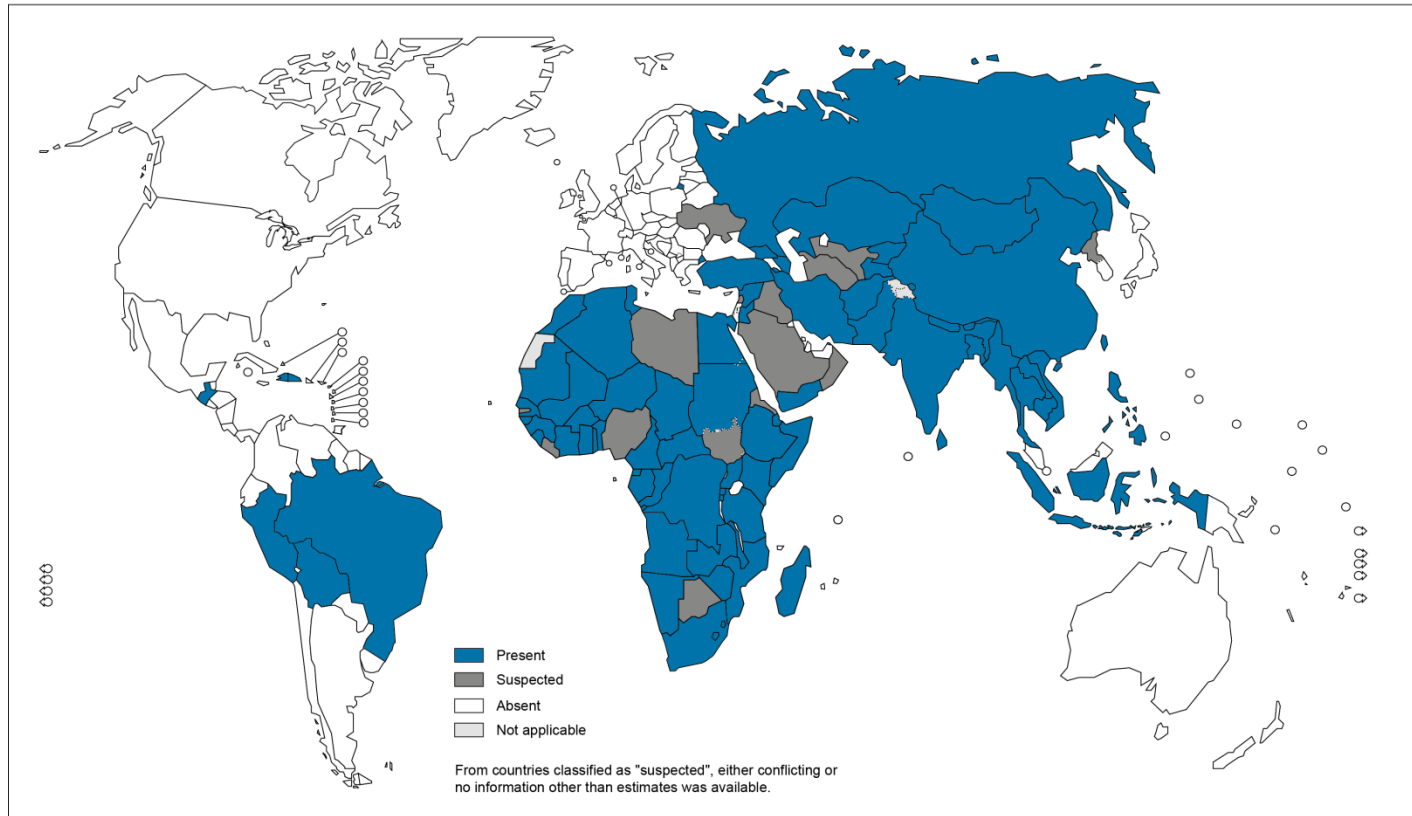 Present
Suspected
Absent
Not applicable
From countries classified as "suspected", either conflicting or
no information other than estimates was available.